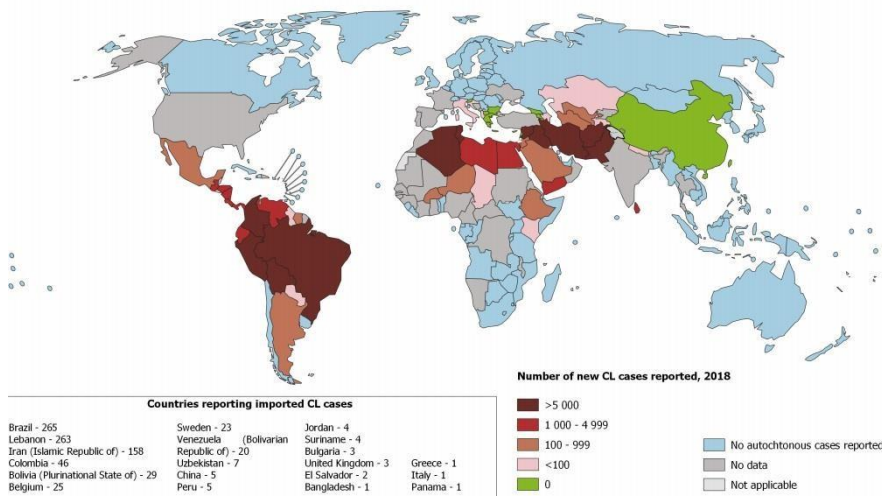 Number of new CL cases reported, 2018
>5 000
1 000 - 4 999
100 - 999
<100
0
No autochtonous cases reported
No data
Not applicable
Countries reporting imported CL cases
Brazil - 265
Lebanon - 263
Iran (Islamic Republic of) - 158
Colombia - 46
Bolivia (Plurinational State of) - 29
Belgium - 25
Sweden - 23
Venezuela (Bolivarian
Republic of) - 20
Uzbekistan - 7
China - 5
Peru - 5
Jordan - 4
Suriname - 4
Bulgaria - 3
United Kingdom - 3
El Salvador - 2
Bangladesh - 1
Greece - 1
Italy - 1
Panama - 1